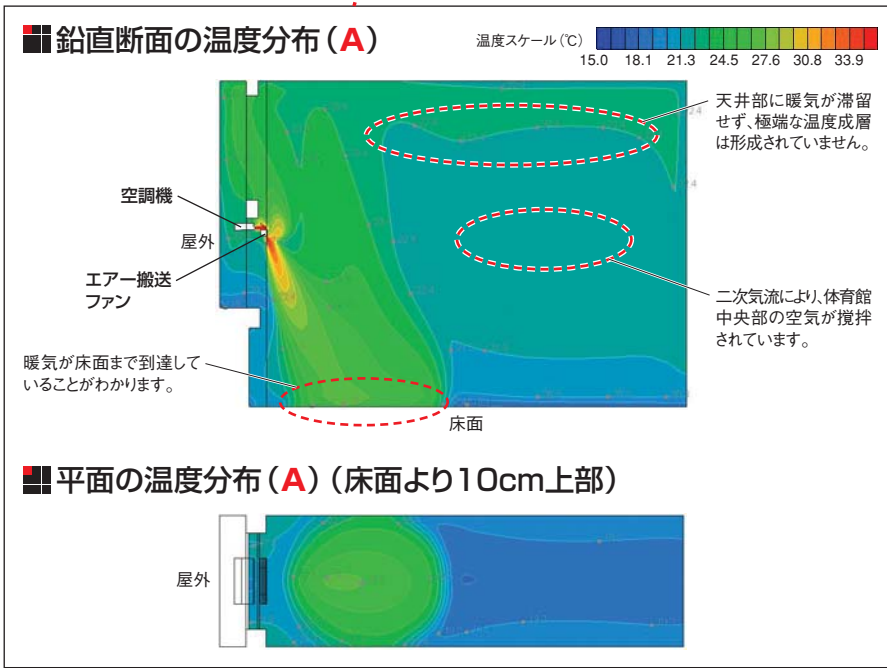 鉛直断面の温度分布（A）
温度スケール（℃）
15.0 18.1 21.3 24.5 27.6 30.8 33.9
天井部に暖気が滞留
せず、極端な温度成層
は形成されていません。
空調機
屋外
エアー搬送
ファン
二次気流により、体育館
中央部の空気が撹拌
されています。
暖気が床面まで到達して
いることがわかります。
床面
平面の温度分布（A）（床面より10cm上部）
屋外